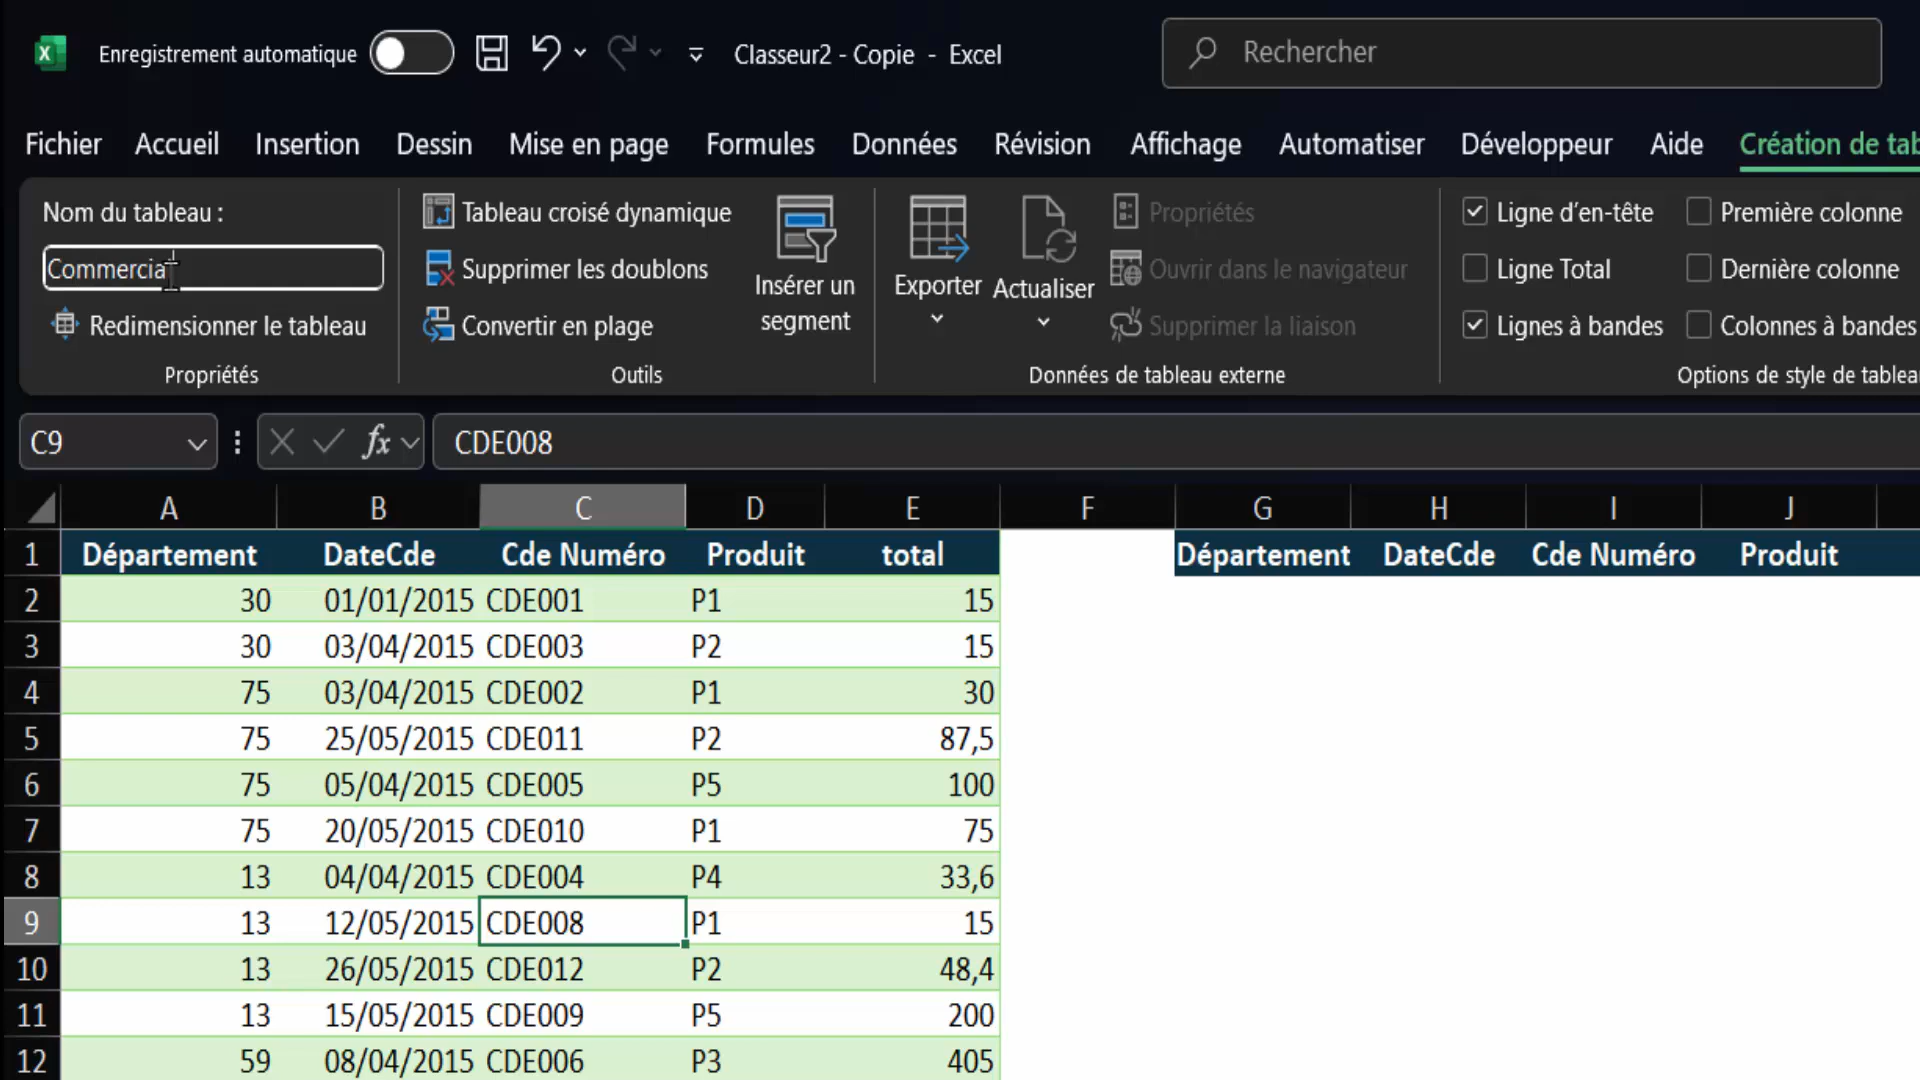 Enregistrement automatique
Classeur2 - Copie - Excel
Rechercher
Fichier Accueil Insertion Dessin Mise en page Formules Données Révision Affichage Automatiser Développeur Aide Création de tab
Nom du tableau :
Commercia
Redimensionner le tableau
Propriétés
Tableau croisé dynamique
Supprimer les doublons
Convertir en plage
Insérer un
segment
Outils
Exporter
Actualiser
Propriétés
Ouvrir dans le navigateur
Supprimer la liaison
Données de tableau externe
Ligne d'en-tête
Ligne Total
Lignes à bandes
Première colonne
Dernière colonne
Colonnes à bandes
Options de style de tablea
C9 fx CDE008
A B C D E F G H I J
1 Département DateCde Cde Numéro Produit total Département DateCde Cde Numéro Produit
2 30 01/01/2015 CDE001 P1 15
3 30 03/04/2015 CDE003 P2 15
4 75 03/04/2015 CDE002 P1 30
5 75 25/05/2015 CDE011 P2 87,5
6 75 05/04/2015 CDE005 P5 100
7 75 20/05/2015 CDE010 P1 75
8 13 04/04/2015 CDE004 P4 33,6
9 13 12/05/2015 CDE008 P1 15
10 13 26/05/2015 CDE012 P2 48,4
11 13 15/05/2015 CDE009 P5 200
12 59 08/04/2015 CDE006 P3 405